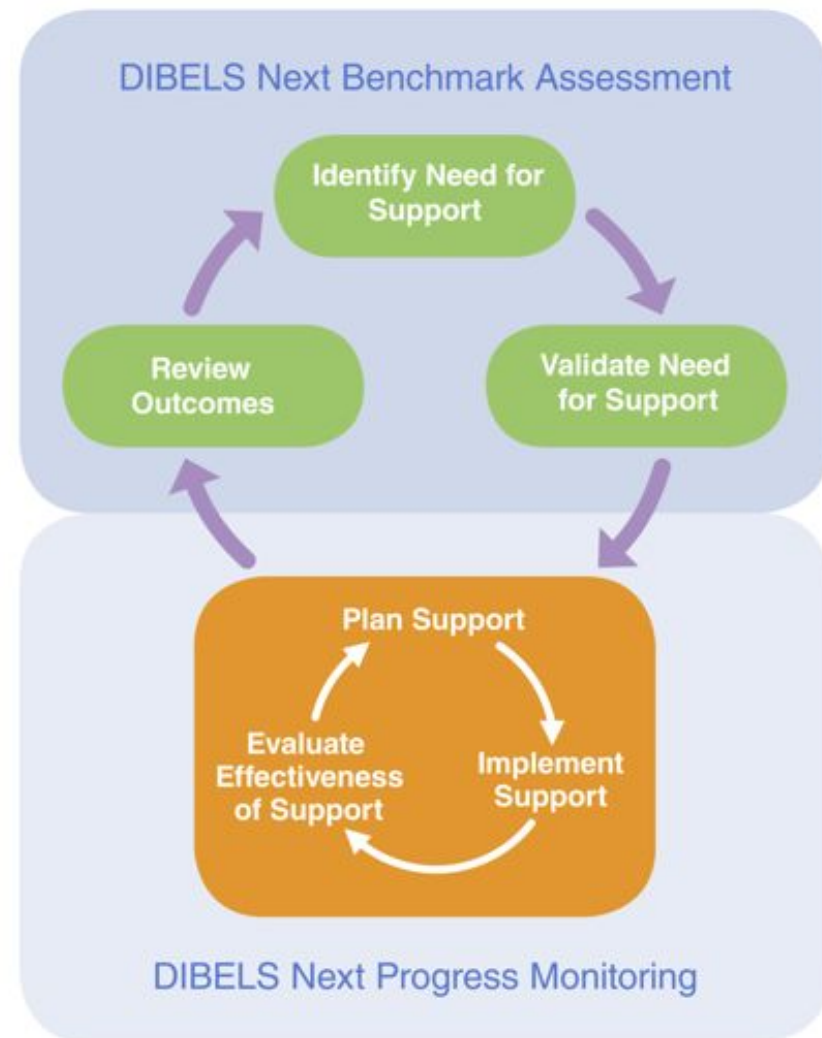 DIBELS Next Benchmark Assessment
Identify Need for
Support
Review
Outcomes
Validate Need
for Support
Plan Support
Evaluate
Effectiveness
of Support
Implement
Support
DIBELS Next Progress Monitoring